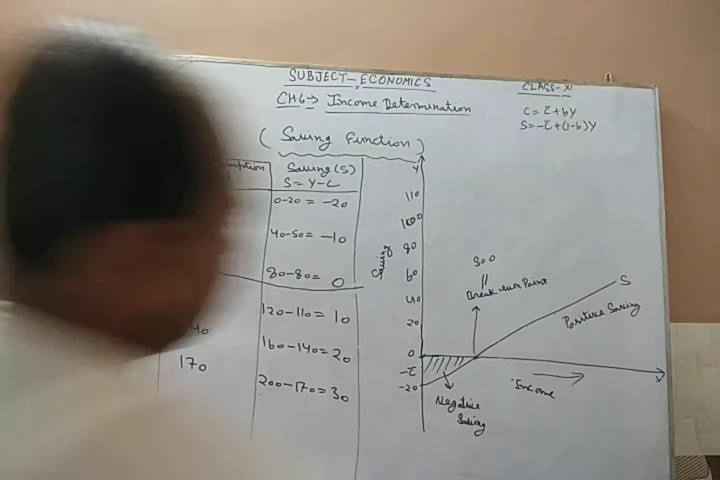 SUBJECT-ECONOMICS
CLASS-XI
CH6→ Income Determination
C = C̄ + bY
S = -C̄ + (1-b)Y
( Saving Function )
Saving (S)
S = Y-C
0-20 = -20
40-50 = -10
80-80 = 0
120-110 = 10
160-140 = 20
200-170 = 30
40
170
Y
110
100
80
60
40
20
0
-C̄
-20
Saving
S=0
Break even Point
S
Positive Saving
Negative
Saving
Income
X